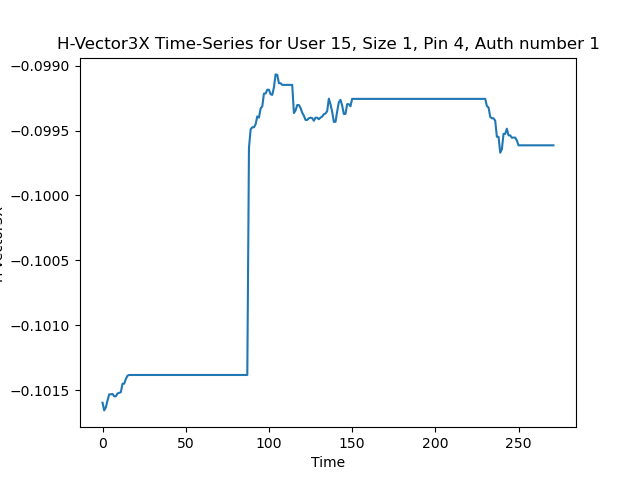 H-Vector3X Time-Series for User 15, Size 1, Pin 4, Auth number 1
−0.0990
−0.0995
−0.1000
−0.1005
−0.1010
−0.1015
H-Vector3X
0 50 100 150 200 250
Time